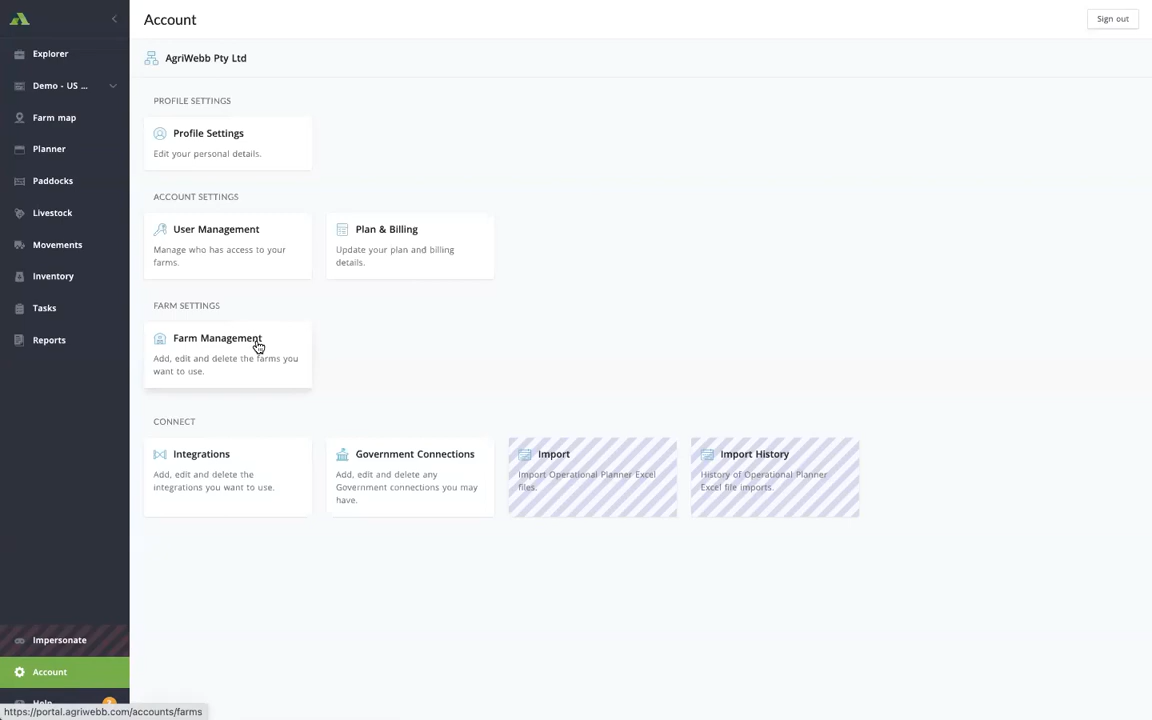 Account
Sign out
Explorer
AgriWebb Pty Ltd
Demo - US ...
Farm map
Planner
Paddocks
Livestock
Movements
Inventory
Tasks
Reports
PROFILE SETTINGS
Profile Settings
Edit your personal details.
ACCOUNT SETTINGS
User Management
Manage who has access to your
farms.
Plan & Billing
Update your plan and billing
details.
FARM SETTINGS
Farm Management
Add, edit and delete the farms you
want to use.
CONNECT
Integrations
Add, edit and delete the
integrations you want to use.
Government Connections
Add, edit and delete any
Government connections you may
have.
Import
Import Operational Planner Excel
files.
Import History
History of Operational Planner
Excel file imports.
Impersonate
Account
Help
https://portal.agriwebb.com/accounts/farms